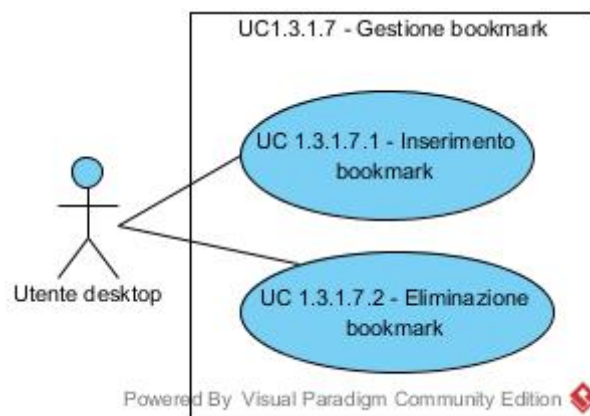 UC1.3.1.7 - Gestione bookmark
UC 1.3.1.7.1 - Inserimento
bookmark
Utente desktop
UC 1.3.1.7.2 - Eliminazione
bookmark
Powered By Visual Paradigm Community Edition